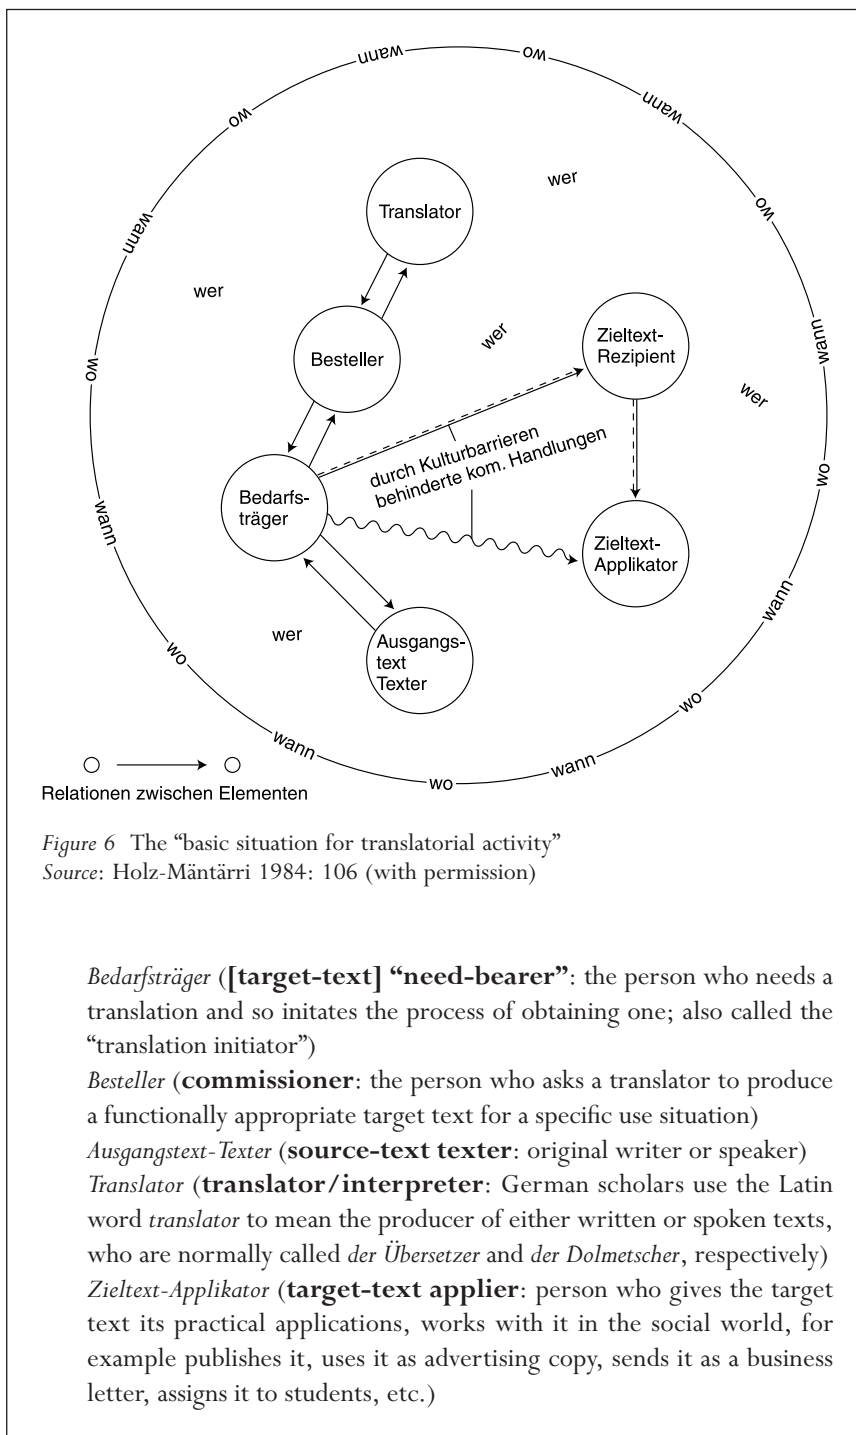 wann
wo
wo
wann
wer
Translator
wann
wo
wer
wer
Zieltext-
Rezipient
wann
Besteller
wo
wer
durch Kulturbarrieren
behinderte kom. Handlungen
wo
Bedarfs-
träger
wann
Zieltext-
Applikator
wann
wer
Ausgangs-
text
Texter
wo
wo
wann
wann
wo
Relationen zwischen Elementen
Figure 6 The “basic situation for translatorial activity”
Source: Holz-Mäntärri 1984: 106 (with permission)
Bedarfsträger ([target-text] “need-bearer”: the person who needs a
translation and so initates the process of obtaining one; also called the
“translation initiator”)
Besteller (commissioner: the person who asks a translator to produce
a functionally appropriate target text for a specific use situation)
Ausgangstext-Texter (source-text texter: original writer or speaker)
Translator (translator/interpreter: German scholars use the Latin
word translator to mean the producer of either written or spoken texts,
who are normally called der Übersetzer and der Dolmetscher, respectively)
Zieltext-Applikator (target-text applier: person who gives the target
text its practical applications, works with it in the social world, for
example publishes it, uses it as advertising copy, sends it as a business
letter, assigns it to students, etc.)